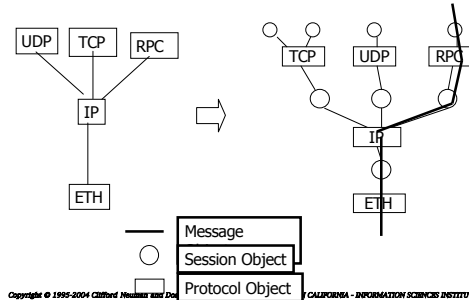 UDP TCP RPC
IP
ETH
TCP UDP RPC
IP
ETH
Message
Session Object
Protocol Object
Copyright © 1995-2004 Clifford Neuman and CALIFORNIA - INFORMATION SCIENCES